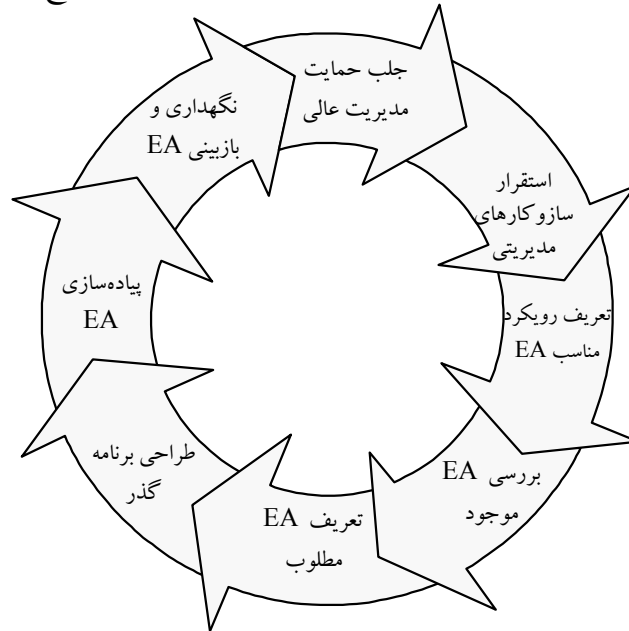 جلب حمایت
مدیریت عالی
استقرار
سازوکارهای
مدیریتی
تعریف رویکرد
مناسب EA
بررسی EA
موجود
تعریف EA
مطلوب
طراحی برنامه
گذر
پیاده‌سازی
EA
نگهداری و
بازبینی EA